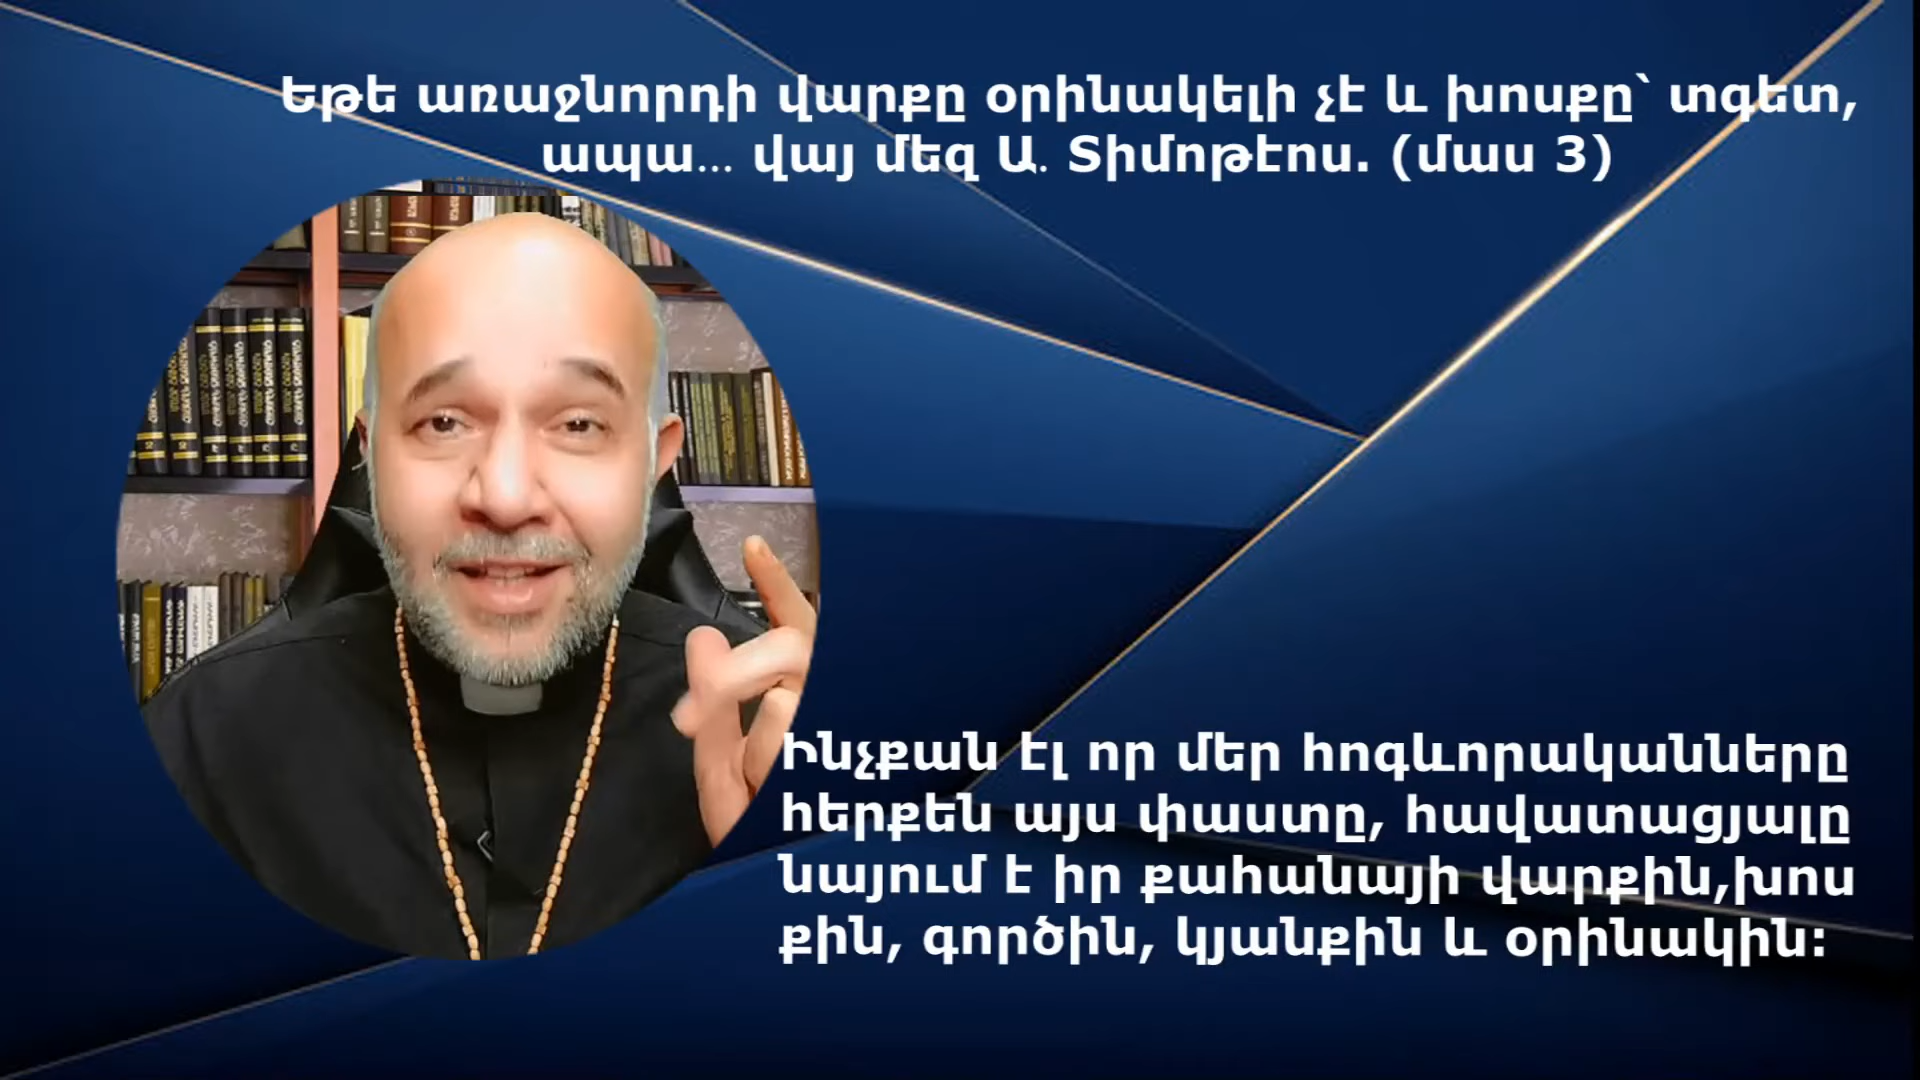 Եթե առաջնորդի վարքը օրինակելի չէ և խոսքը՝ տգետ,
ապա... վայ մեզ Ա. Տիմոթէոս. (մաս 3)
Ինչքան էլ որ մեր հոգևորականները
հերքեն այս փաստը, հավատացյալը
նայում է իր քահանայի վարքին,խոս
քին, գործին, կյանքին և օրինակին: